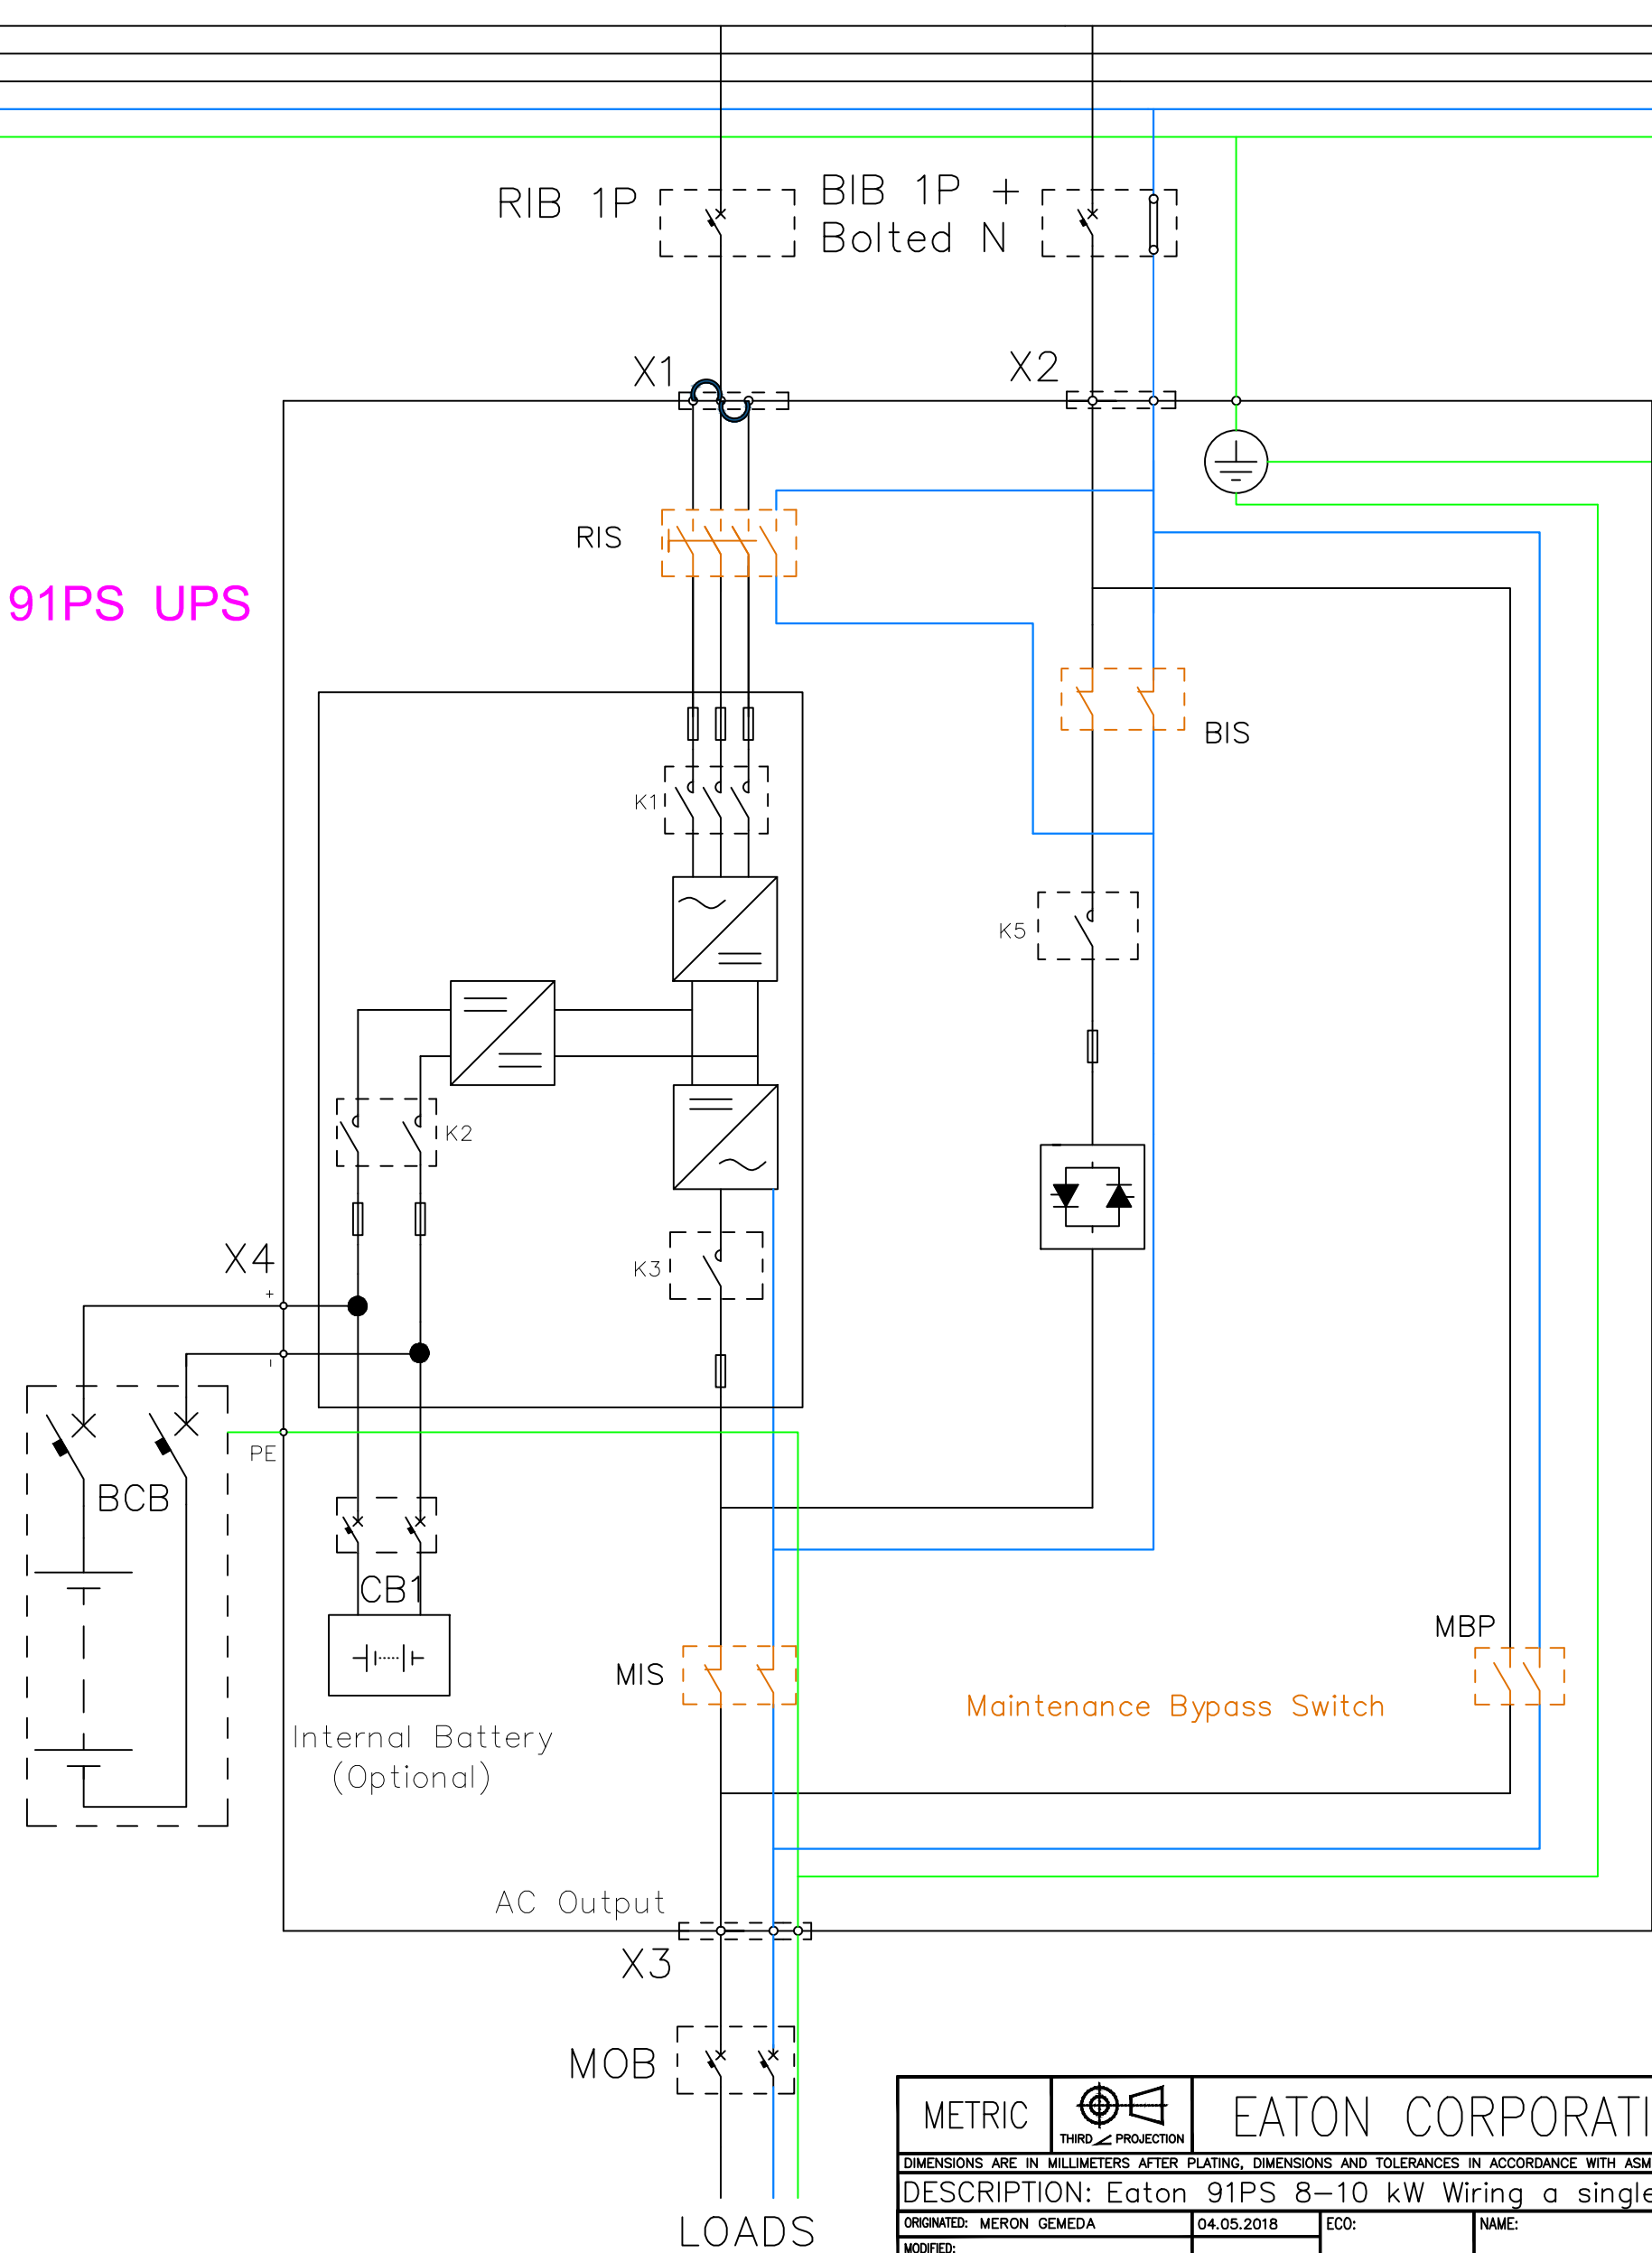 RIB 1P
BIB 1P +
Bolted N
X1
X2
RIS
91PS UPS
BIS
K1
K5
K2
X4
+
K3
-
PE
BCB
CB1
MBP
MIS
Maintenance Bypass Switch
Internal Battery
(Optional)
AC Output
X3
MOB
METRIC
THIRD PROJECTION
EATON CORPORATI
DIMENSIONS ARE IN MILLIMETERS AFTER PLATING, DIMENSIONS AND TOLERANCES IN ACCORDANCE WITH ASM
DESCRIPTION: Eaton 91PS 8-10 kW Wiring a single
ORIGINATED: MERON GEMEDA
04.05.2018
ECO:
NAME:
LOADS
MODIFIED: